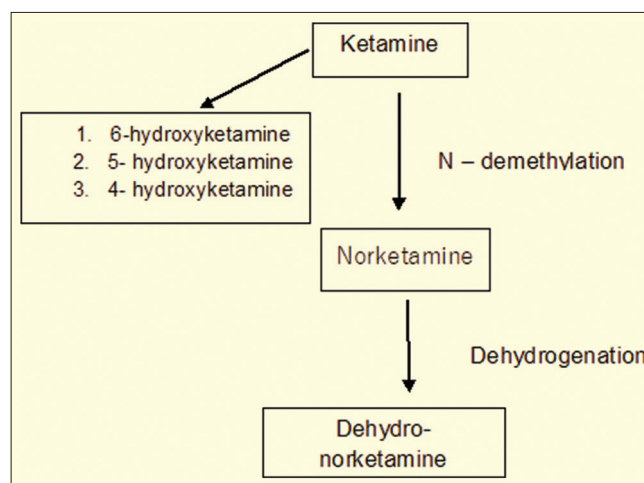 Ketamine
1. 6-hydroxyketamine
2. 5- hydroxyketamine
3. 4- hydroxyketamine
N – demethylation
Norketamine
Dehydrogenation
Dehydro-
norketamine